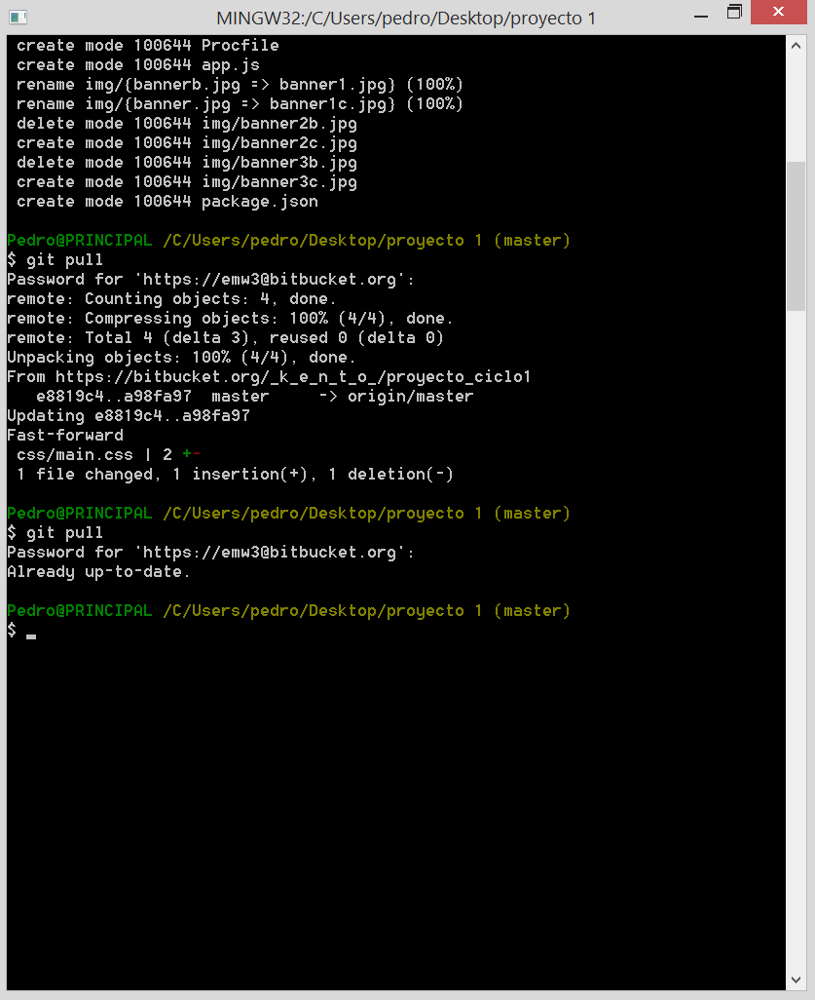 MINGW32:/C/Users/pedro/Desktop/proyecto 1
create mode 100644 Procfile
create mode 100644 app.js
rename img/{bannerb.jpg => banner1.jpg} (100%)
rename img/{banner.jpg => banner1c.jpg} (100%)
delete mode 100644 img/banner2b.jpg
create mode 100644 img/banner2c.jpg
delete mode 100644 img/banner3b.jpg
create mode 100644 img/banner3c.jpg
create mode 100644 package.json
Pedro@PRINCIPAL /C/Users/pedro/Desktop/proyecto 1 (master)
$ git pull
Password for 'https://emw3@bitbucket.org':
remote: Counting objects: 4, done.
remote: Compressing objects: 100% (4/4), done.
remote: Total 4 (delta 3), reused 0 (delta 0)
Unpacking objects: 100% (4/4), done.
From https://bitbucket.org/_k_e_n_t_o_/proyecto_ciclo1
e8819c4..a98fa97 master -> origin/master
Updating e8819c4..a98fa97
Fast-forward
css/main.css | 2 +-
1 file changed, 1 insertion(+), 1 deletion(-)
Pedro@PRINCIPAL /C/Users/pedro/Desktop/proyecto 1 (master)
$ git pull
Password for 'https://emw3@bitbucket.org':
Already up-to-date.
Pedro@PRINCIPAL /C/Users/pedro/Desktop/proyecto 1 (master)
$ _